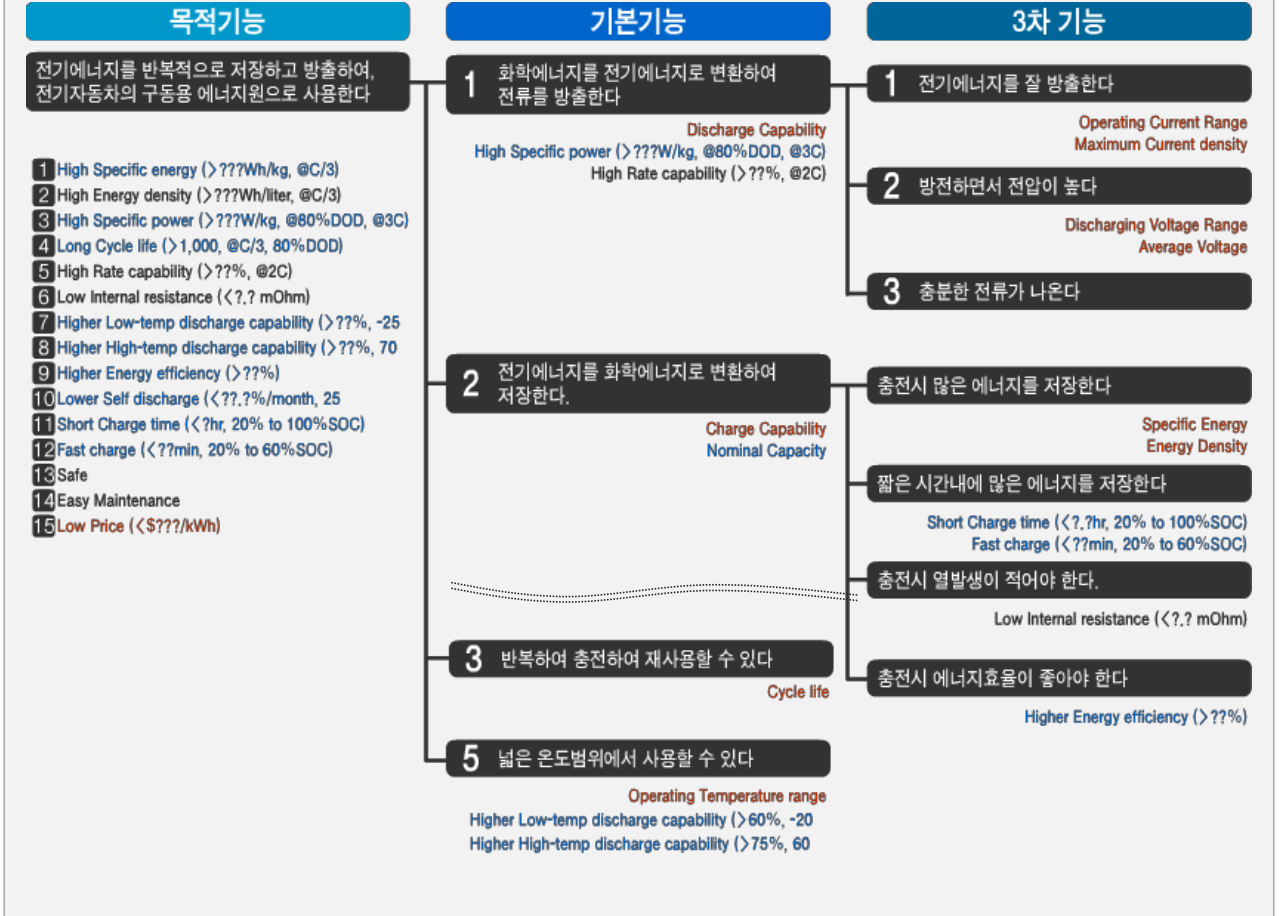 목적기능
전기에너지를 반복적으로 저장하고 방출하여,
전기자동차의 구동용 에너지원으로 사용한다
1 High Specific energy (>???Wh/kg, @C/3)
2 High Energy density (>???Wh/liter, @C/3)
3 High Specific power (>???W/kg, @80%DOD, @3C)
4 Long Cycle life (>1,000, @C/3, 80%DOD)
5 High Rate capability (>??%, @2C)
6 Low Internal resistance (<?.? mOhm)
7 Higher Low-temp discharge capability (>??%, -25
8 Higher High-temp discharge capability (>??%, 70
9 Higher Energy efficiency (>??%)
10 Lower Self discharge (<??.?%/month, 25
11 Short Charge time (<?hr, 20% to 100%SOC)
12 Fast charge (<??min, 20% to 60%SOC)
13 Safe
14 Easy Maintenance
15 Low Price (<$???/kWh)
기본기능
1 화학에너지를 전기에너지로 변환하여
전류를 방출한다
Discharge Capability
High Specific power (>???W/kg, @80%DOD, @3C)
High Rate capability (>??%, @2C)
2 전기에너지를 화학에너지로 변환하여
저장한다.
Charge Capability
Nominal Capacity
3 반복하여 충전하여 재사용할 수 있다
Cycle life
5 넓은 온도범위에서 사용할 수 있다
Operating Temperature range
Higher Low-temp discharge capability (>60%, -20
Higher High-temp discharge capability (>75%, 60
3차 기능
1 전기에너지를 잘 방출한다
Operating Current Range
Maximum Current density
2 방전하면서 전압이 높다
Discharging Voltage Range
Average Voltage
3 충분한 전류가 나온다
충전시 많은 에너지를 저장한다
Specific Energy
Energy Density
짧은 시간내에 많은 에너지를 저장한다
Short Charge time (<?.?hr, 20% to 100%SOC)
Fast charge (<??min, 20% to 60%SOC)
충전시 열발생이 적어야 한다.
Low Internal resistance (<?.? mOhm)
충전시 에너지효율이 좋아야 한다
Higher Energy efficiency (>??%)